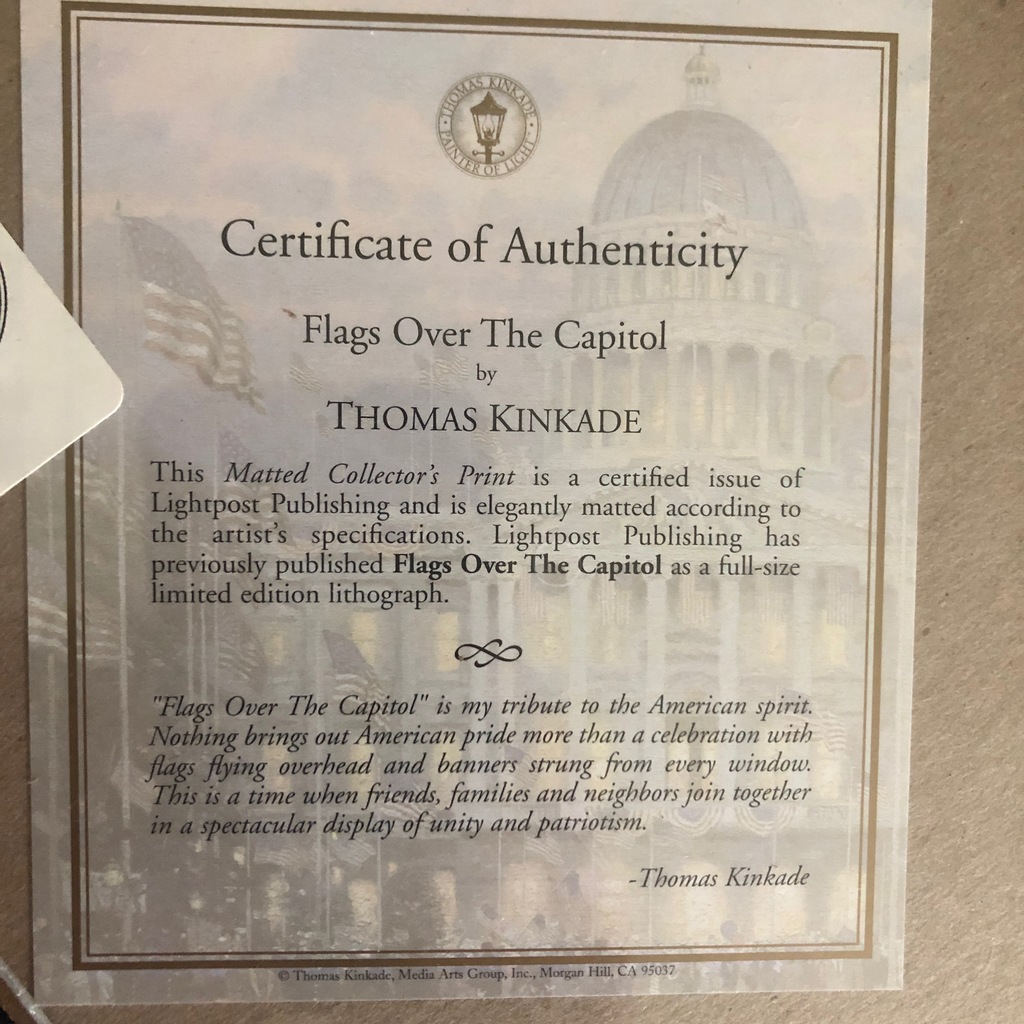 THOMAS KINKADE
PAINTER OF LIGHT
Certificate of Authenticity
Flags Over The Capitol
by
THOMAS KINKADE
This Matted Collector's Print is a certified issue of
Lightpost Publishing and is elegantly matted according to
the artist's specifications. Lightpost Publishing has
previously published Flags Over The Capitol as a full-size
limited edition lithograph.
"Flags Over The Capitol" is my tribute to the American spirit.
Nothing brings out American pride more than a celebration with
flags flying overhead and banners strung from every window.
This is a time when friends, families and neighbors join together
in a spectacular display of unity and patriotism.
-Thomas Kinkade
© Thomas Kinkade, Media Arts Group, Inc., Morgan Hill, CA 95037